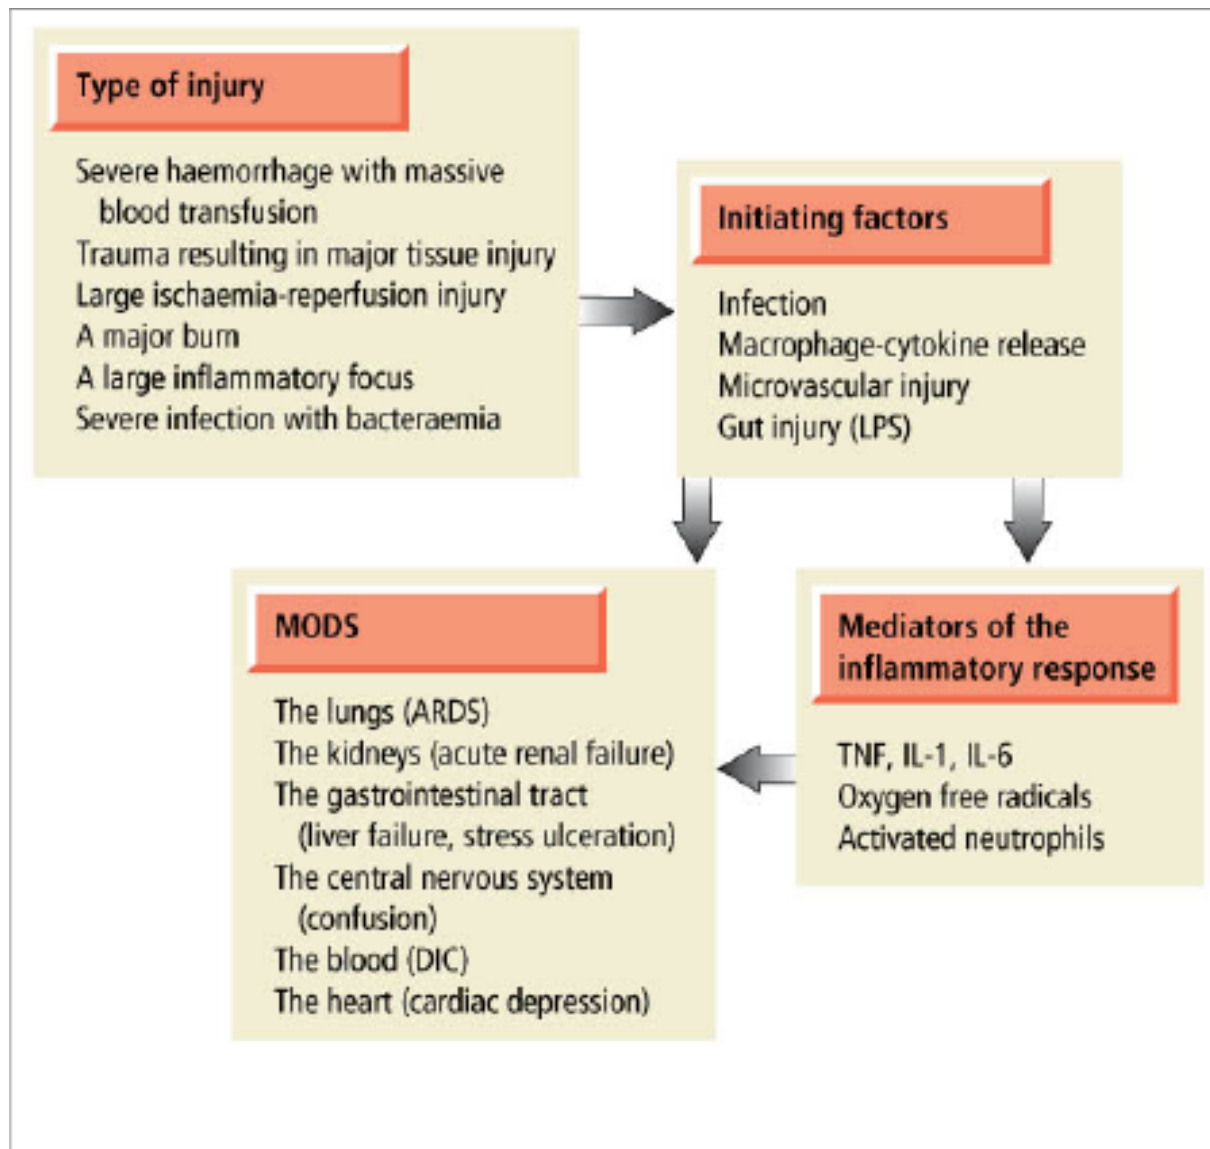 Type of injury
Severe haemorrhage with massive
blood transfusion
Trauma resulting in major tissue injury
Large ischaemia-reperfusion injury
A major burn
A large inflammatory focus
Severe infection with bacteraemia
Initiating factors
Infection
Macrophage-cytokine release
Microvascular injury
Gut injury (LPS)
MODS
The lungs (ARDS)
The kidneys (acute renal failure)
The gastrointestinal tract
(liver failure, stress ulceration)
The central nervous system
(confusion)
The blood (DIC)
The heart (cardiac depression)
Mediators of the
inflammatory response
TNF, IL-1, IL-6
Oxygen free radicals
Activated neutrophils